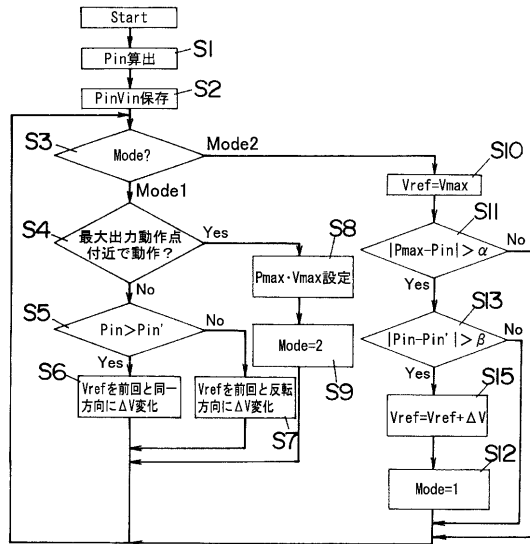 Start
S1
Pin算出
S2
PinVin保存
S3
Mode?
Mode2
Mode1
S4
最大出力動作点
付近で動作？
Yes
No
S5
Pin>Pin'
No
Yes
S6
Vrefを前回と同一
方向にΔV変化
Vrefを前回と反転
方向にΔV変化
S7
S8
Pmax・Vmax設定
Mode=2
S9
S10
Vref=Vmax
S11
|Pmax-Pin|>α
No
Yes
S13
|Pin-Pin'|>β
No
Yes
S15
Vref=Vref+ΔV
S12
Mode=1